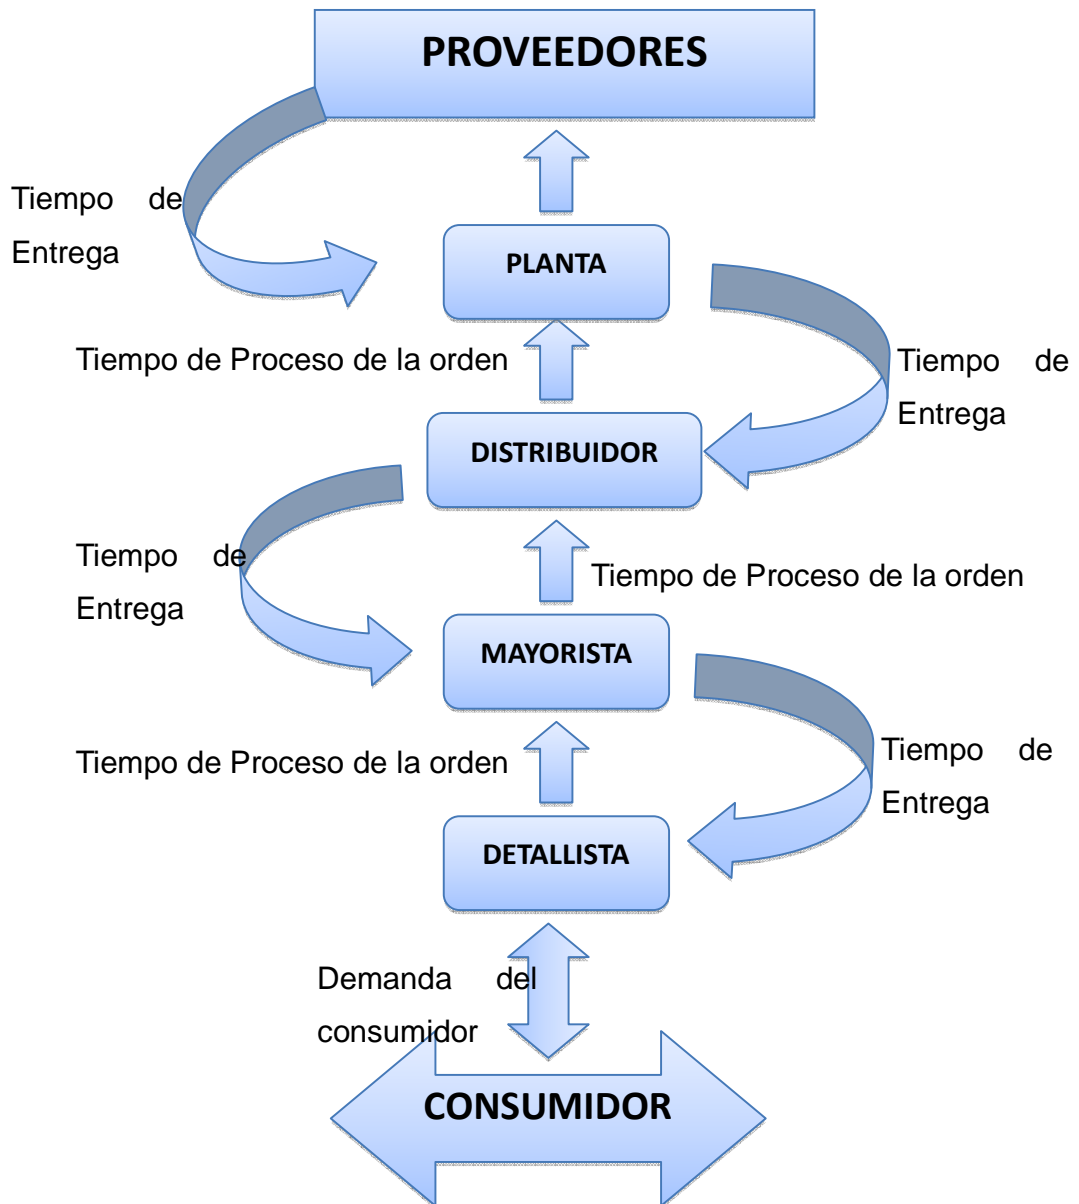 PROVEEDORES
Tiempo de
Entrega
PLANTA
Tiempo de Proceso de la orden
Tiempo de
Entrega
DISTRIBUIDOR
Tiempo de
Entrega
Tiempo de Proceso de la orden
MAYORISTA
Tiempo de Proceso de la orden
Tiempo de
Entrega
DETALLISTA
Demanda del
consumidor
CONSUMIDOR